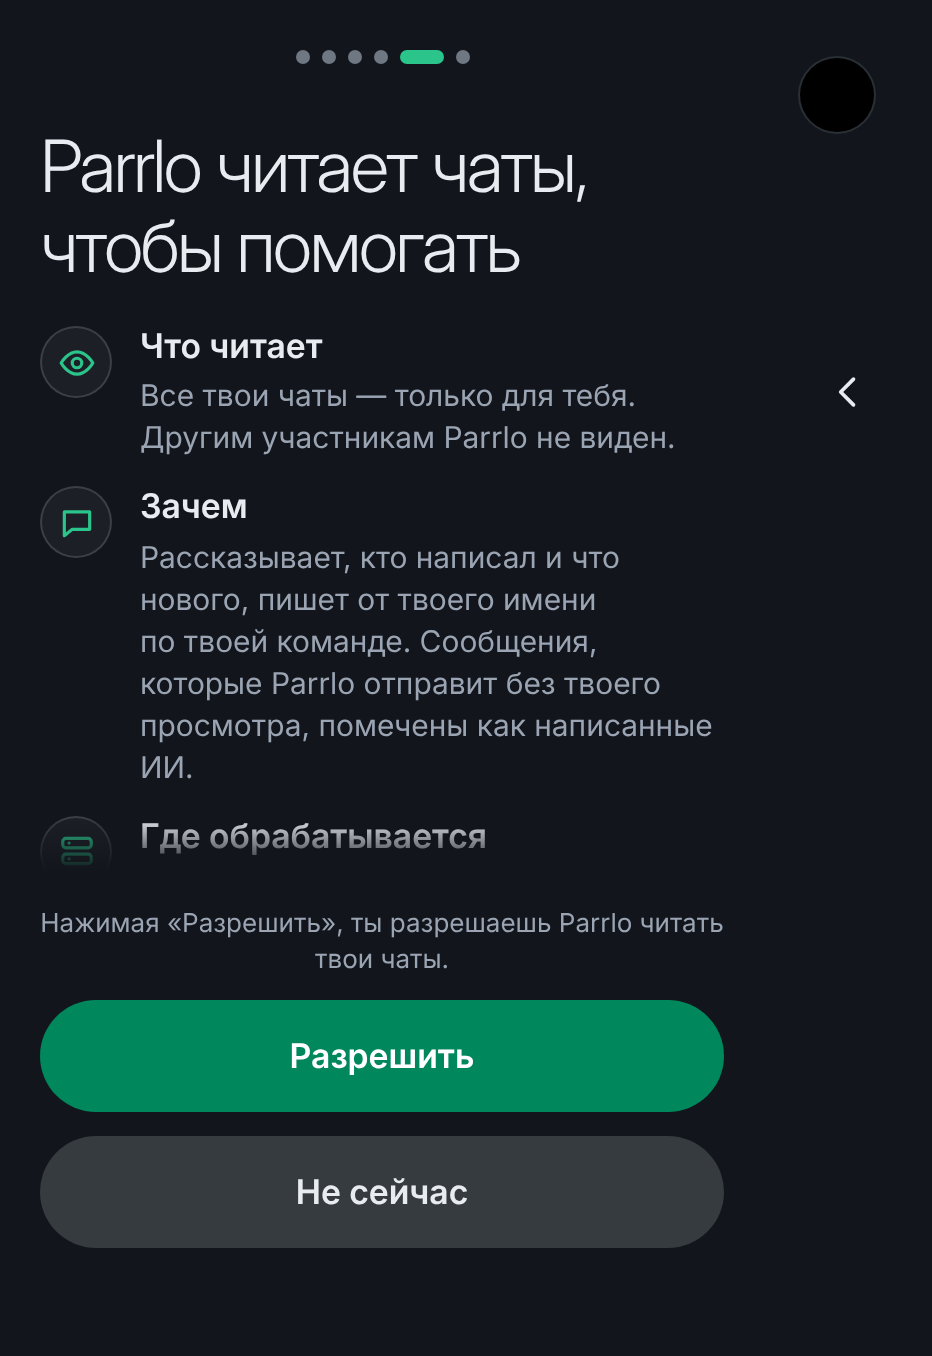 Parrlo читает чаты,
чтобы помогать
Что читает
Все твои чаты — только для тебя.
Другим участникам Parrlo не виден.
Зачем
Рассказывает, кто написал и что
нового, пишет от твоего имени
по твоей команде. Сообщения,
которые Parrlo отправит без твоего
просмотра, помечены как написанные
ИИ.
Где обрабатывается
Нажимая «Разрешить», ты разрешаешь Parrlo читать
твои чаты.
Разрешить
Не сейчас